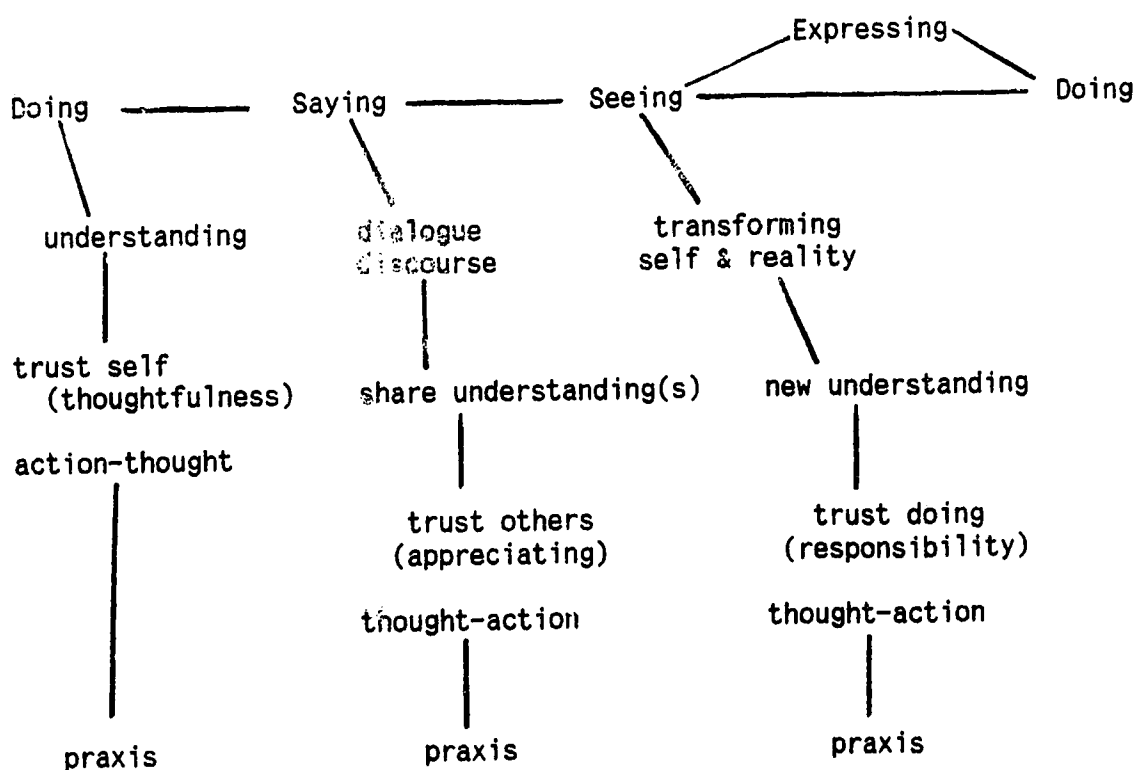 Expressing
Doing Saying Seeing Doing
understanding
dialogue
discourse
transforming
self & reality
trust self
(thoughtfulness)
share understanding(s)
new understanding
action-thought
trust others
(appreciating)
trust doing
(responsibility)
thought-action
thought-action
praxis
praxis
praxis